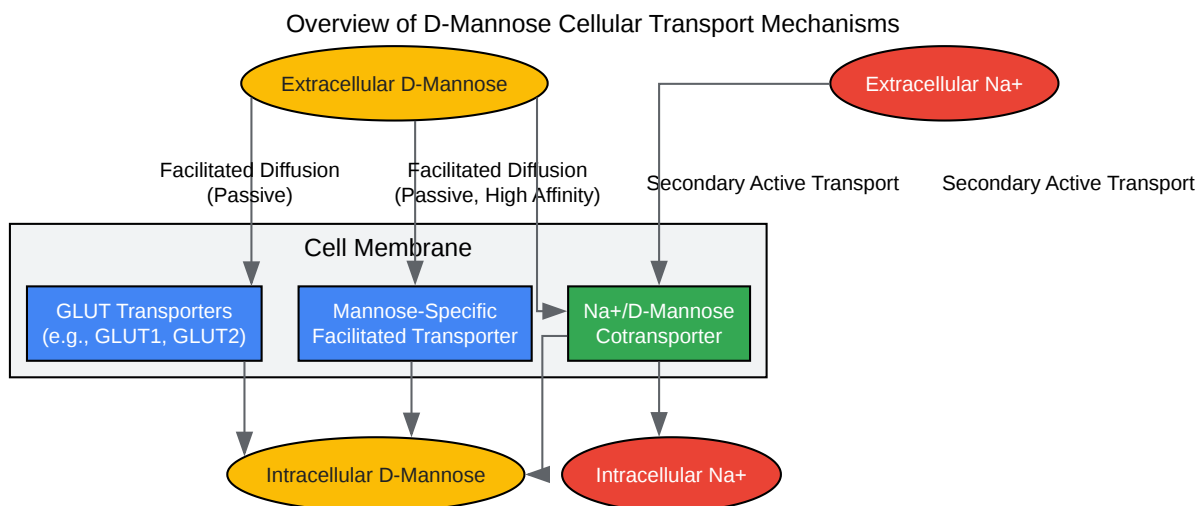 Overview of D-Mannose Cellular Transport Mechanisms
Extracellular D-Mannose
Extracellular Na+
Facilitated Diffusion
(Passive)
Facilitated Diffusion
(Passive, High Affinity)
Secondary Active Transport
Secondary Active Transport
Cell Membrane
GLUT Transporters
(e.g., GLUT1, GLUT2)
Mannose-Specific
Facilitated Transporter
Na+/D-Mannose
Cotransporter
Intracellular D-Mannose
Intracellular Na+